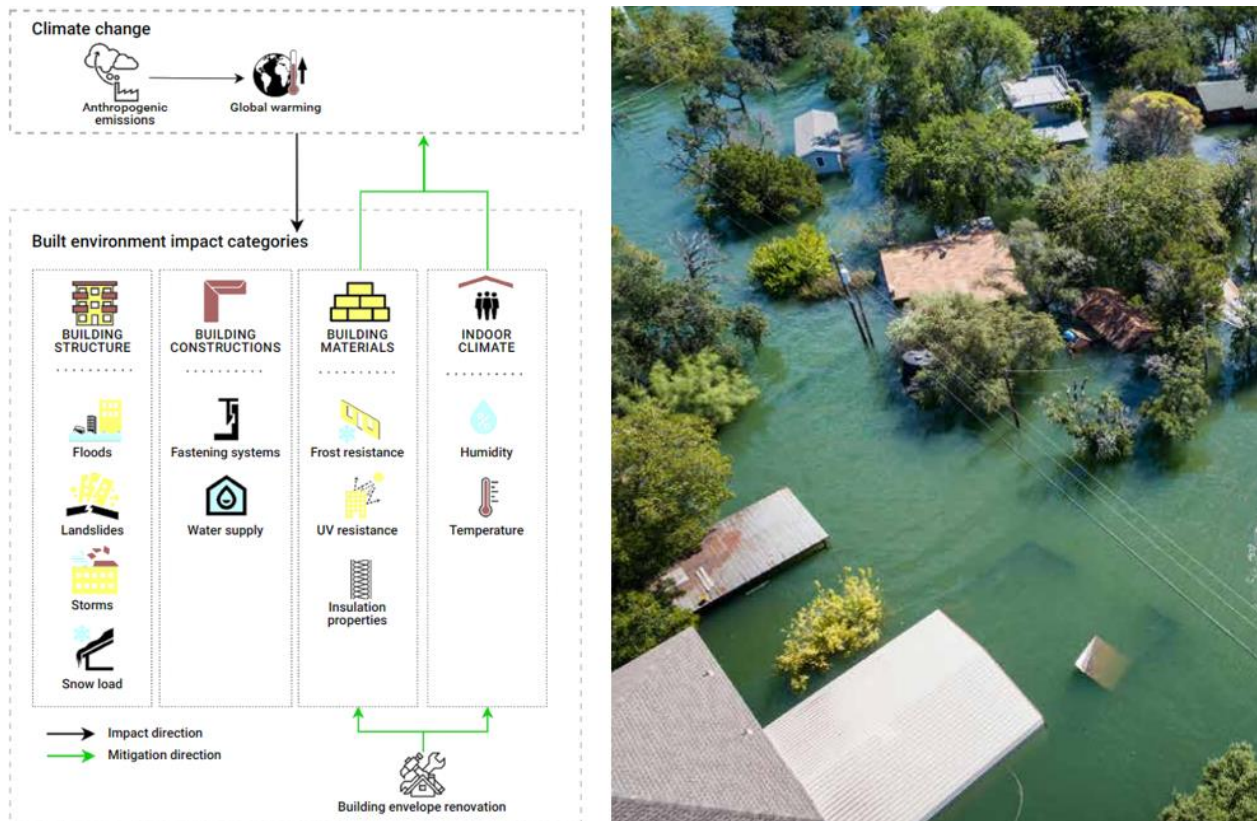 Climate change
Anthropogenic
emissions
Global warming
Built environment impact categories
BUILDING
STRUCTURE
Floods
Landslides
Storms
Snow load
BUILDING
CONSTRUCTIONS
Fastening systems
Water supply
BUILDING
MATERIALS
Frost resistance
UV resistance
Insulation
properties
INDOOR
CLIMATE
Humidity
Temperature
Impact direction
Mitigation direction
Building envelope renovation